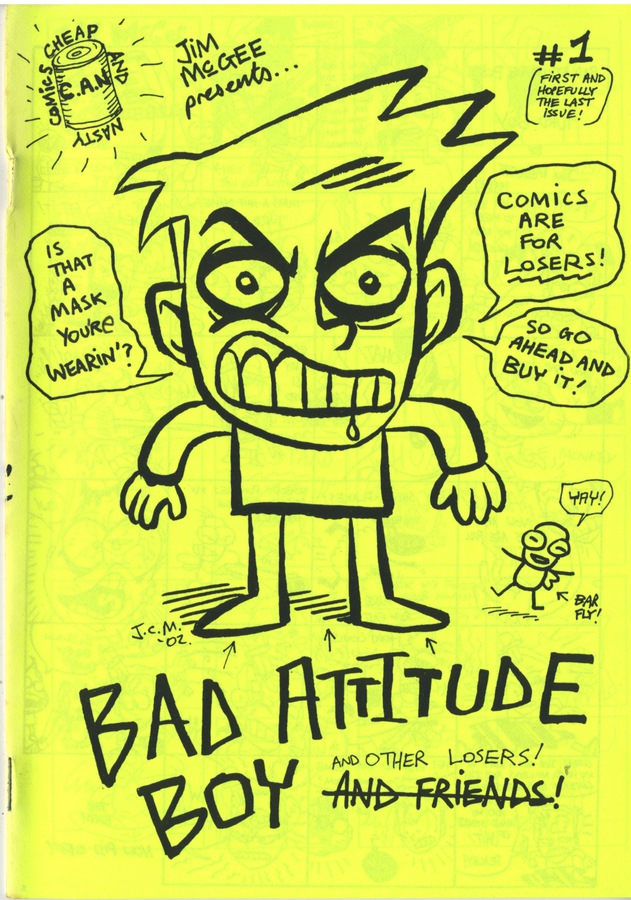 COMICS CHEAP AND NASTY
C.A.N.
JIM
McGEE
presents...
#1
FIRST AND
HOPEFULLY
THE LAST
ISSUE!
COMICS
ARE
FOR
LOSERS!
IS
THAT
A
MASK
YOU'RE
WEARIN'?
SO GO
AHEAD AND
BUY IT!
YAY!
BAR
FLY!
J.C.M.
-'02.
BAD ATTITUDE
BOY
AND OTHER LOSERS!
AND FRIENDS!